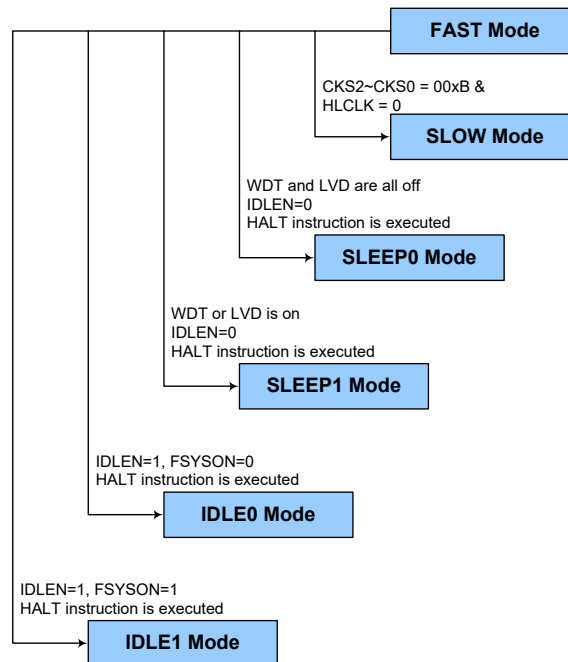 FAST Mode
CKS2~CKS0 = 00xB &
HLCLK = 0
SLOW Mode
WDT and LVD are all off
IDLEN=0
HALT instruction is executed
SLEEP0 Mode
WDT or LVD is on
IDLEN=0
HALT instruction is executed
SLEEP1 Mode
IDLEN=1, FSYSON=0
HALT instruction is executed
IDLE0 Mode
IDLEN=1, FSYSON=1
HALT instruction is executed
IDLE1 Mode